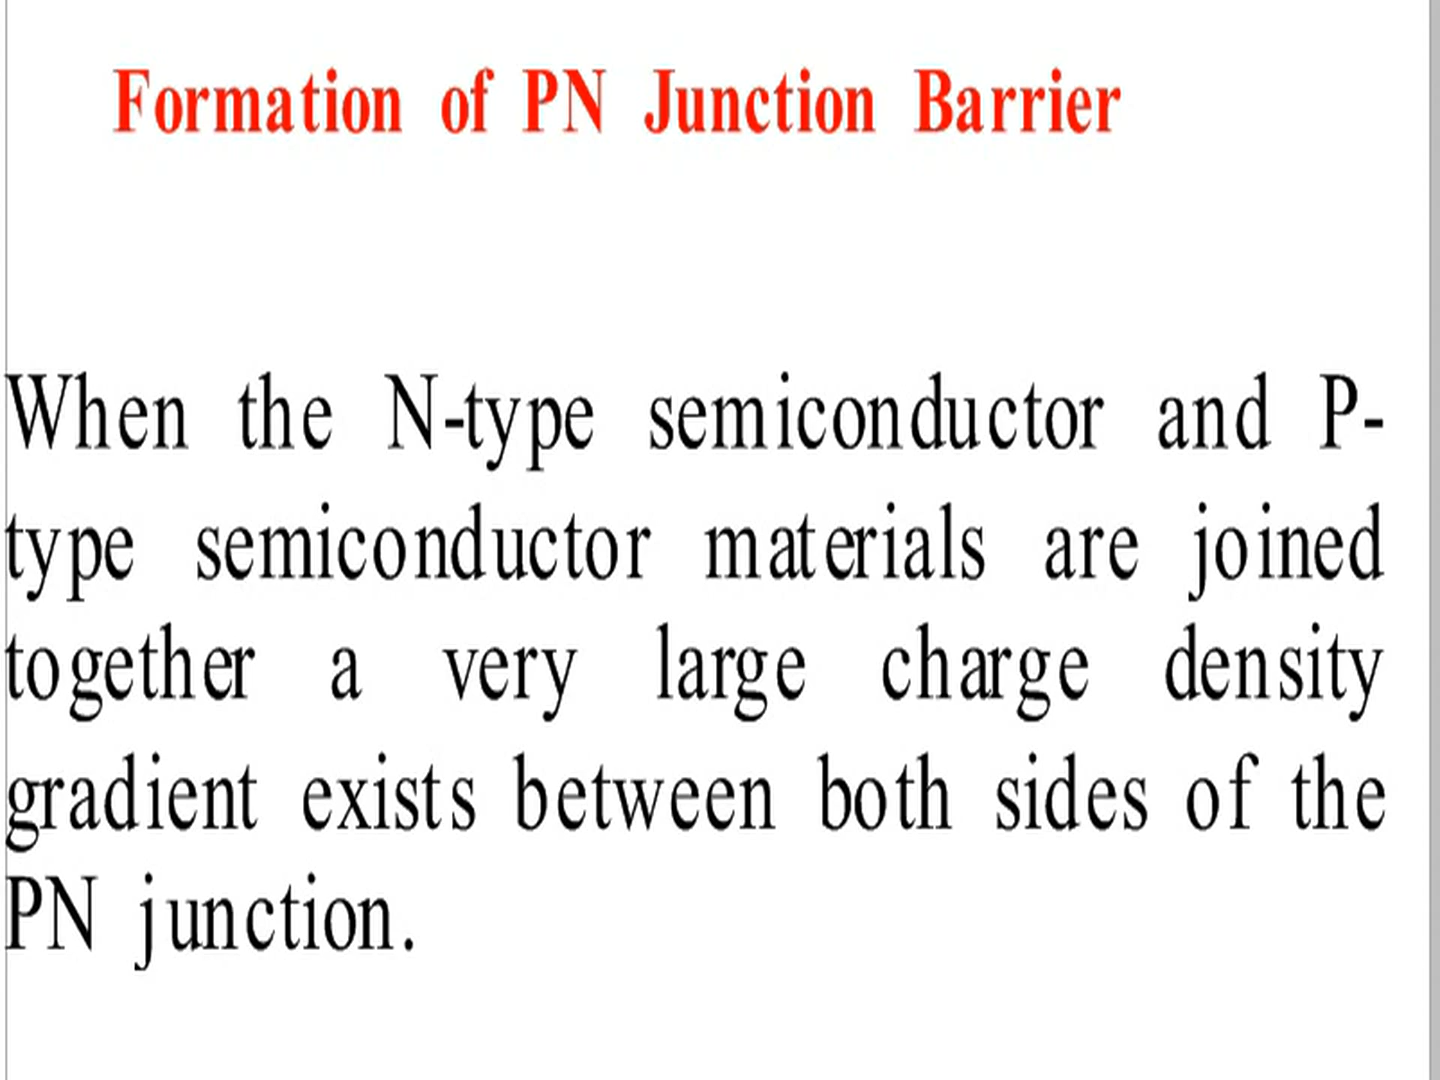 Formation of PN Junction Barrier
When the N-type semiconductor and P-
type semiconductor materials are joined
together a very large charge density
gradient exists between both sides of the
PN junction.